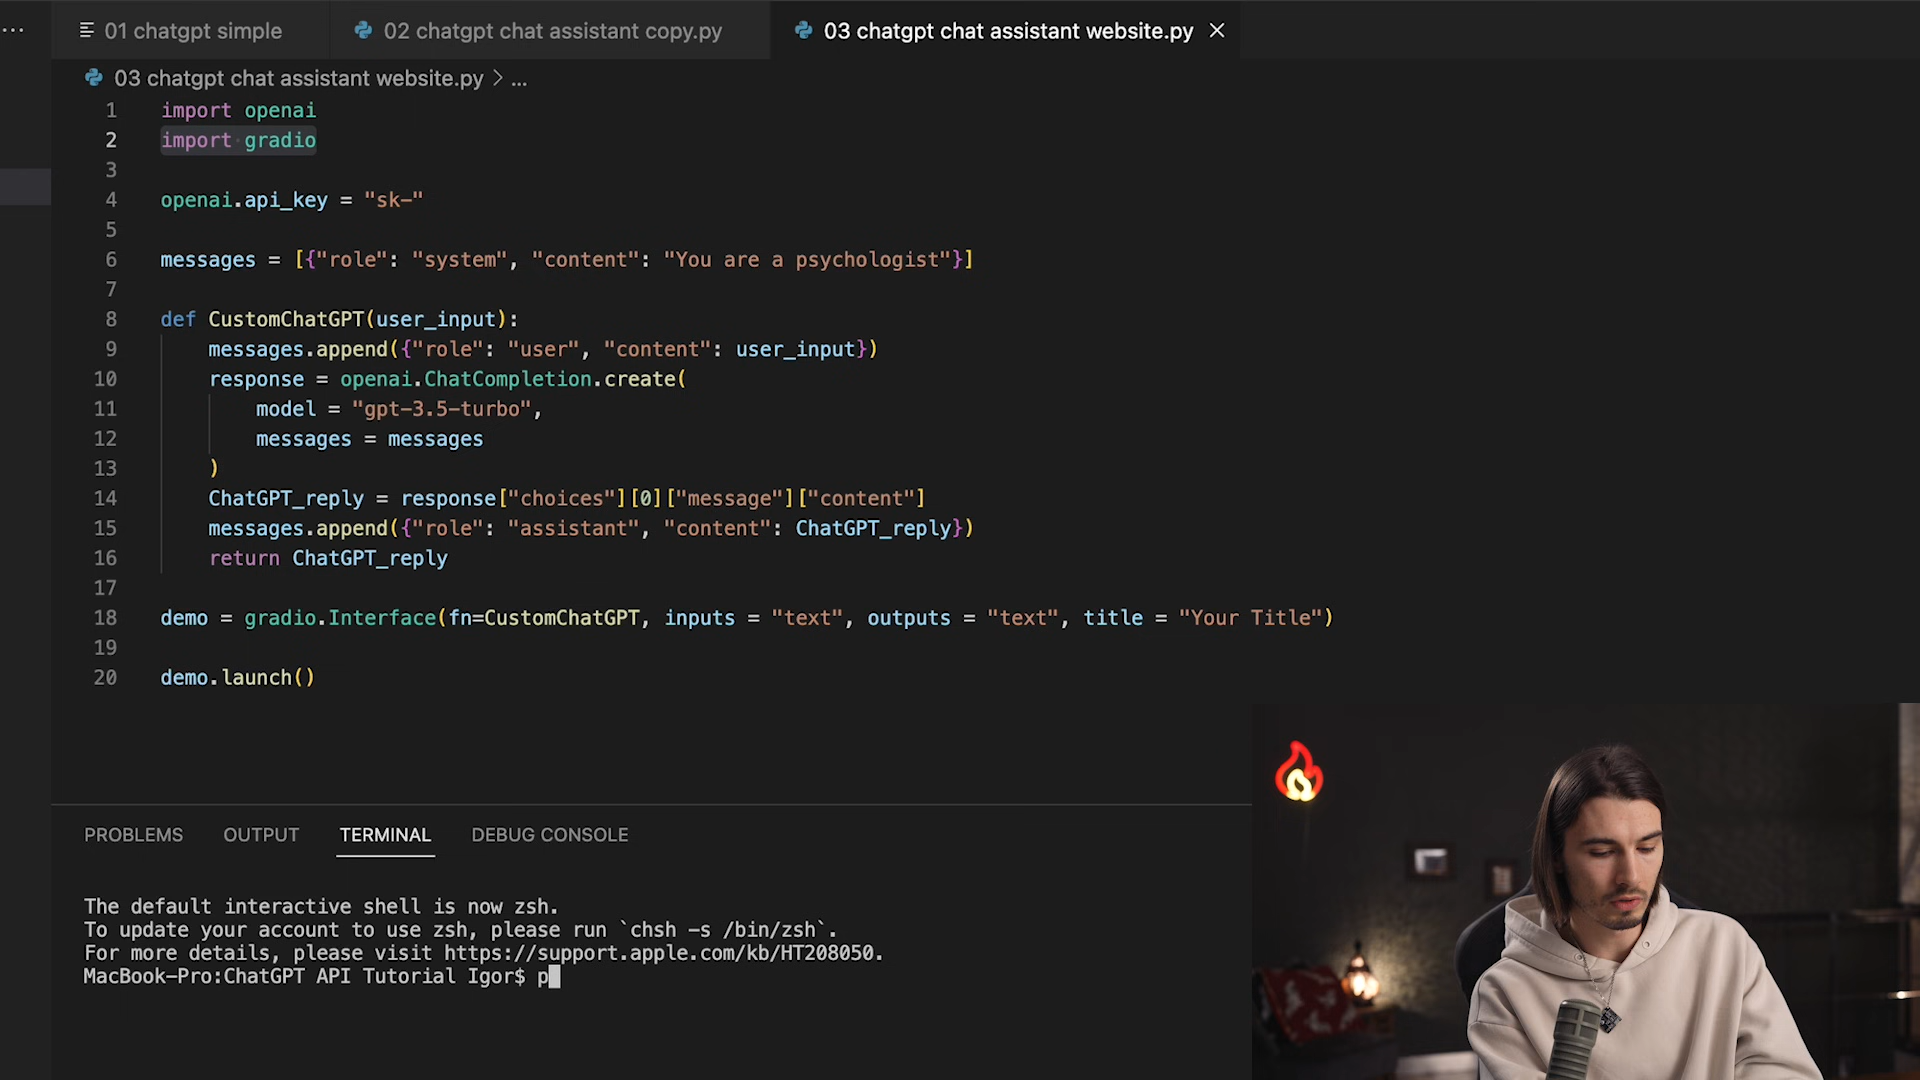 01 chatgpt simple
02 chatgpt chat assistant copy.py
03 chatgpt chat assistant website.py
03 chatgpt chat assistant website.py > ...
1 import openai
2 import gradio
3
4 openai.api_key = "sk-"
5
6 messages = [{"role": "system", "content": "You are a psychologist"}]
7
8 def CustomChatGPT(user_input):
9 messages.append({"role": "user", "content": user_input})
10 response = openai.ChatCompletion.create(
11 model = "gpt-3.5-turbo",
12 messages = messages
13 )
14 ChatGPT_reply = response["choices"][0]["message"]["content"]
15 messages.append({"role": "assistant", "content": ChatGPT_reply})
16 return ChatGPT_reply
17
18 demo = gradio.Interface(fn=CustomChatGPT, inputs = "text", outputs = "text", title = "Your Title")
19
20 demo.launch()
PROBLEMS OUTPUT TERMINAL DEBUG CONSOLE
The default interactive shell is now zsh.
To update your account to use zsh, please run `chsh -s /bin/zsh`.
For more details, please visit https://support.apple.com/kb/HT208050.
MacBook-Pro:ChatGPT API Tutorial Igor$ p